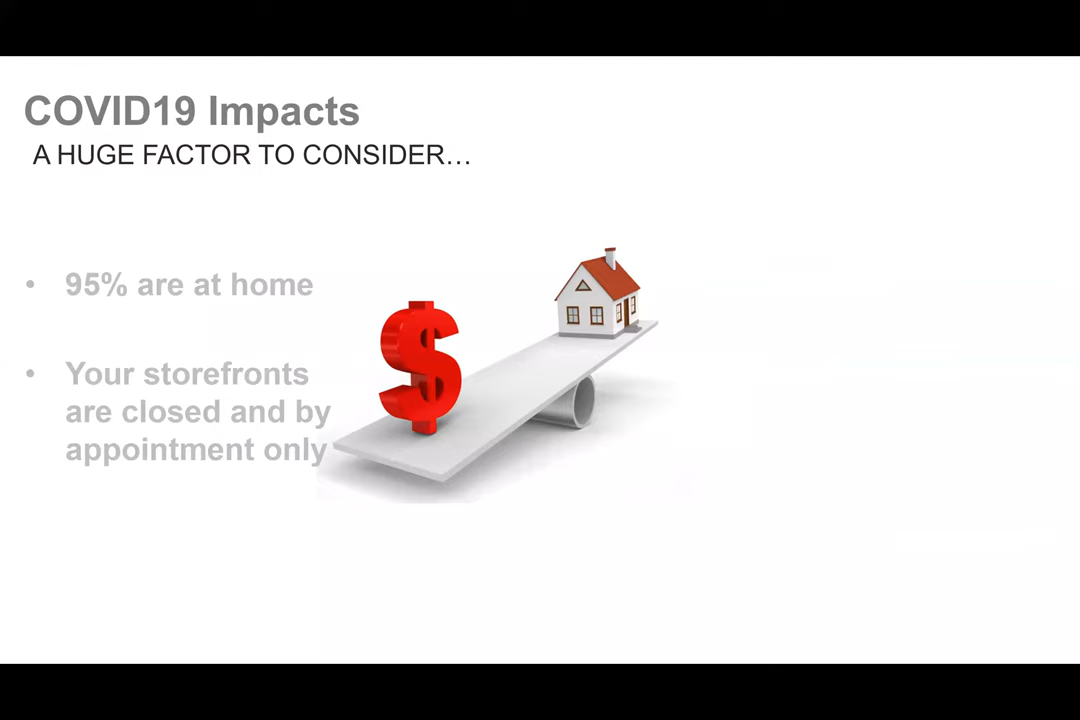 COVID19 Impacts
A HUGE FACTOR TO CONSIDER…
• 95% are at home
• Your storefronts
are closed and by
appointment only
$